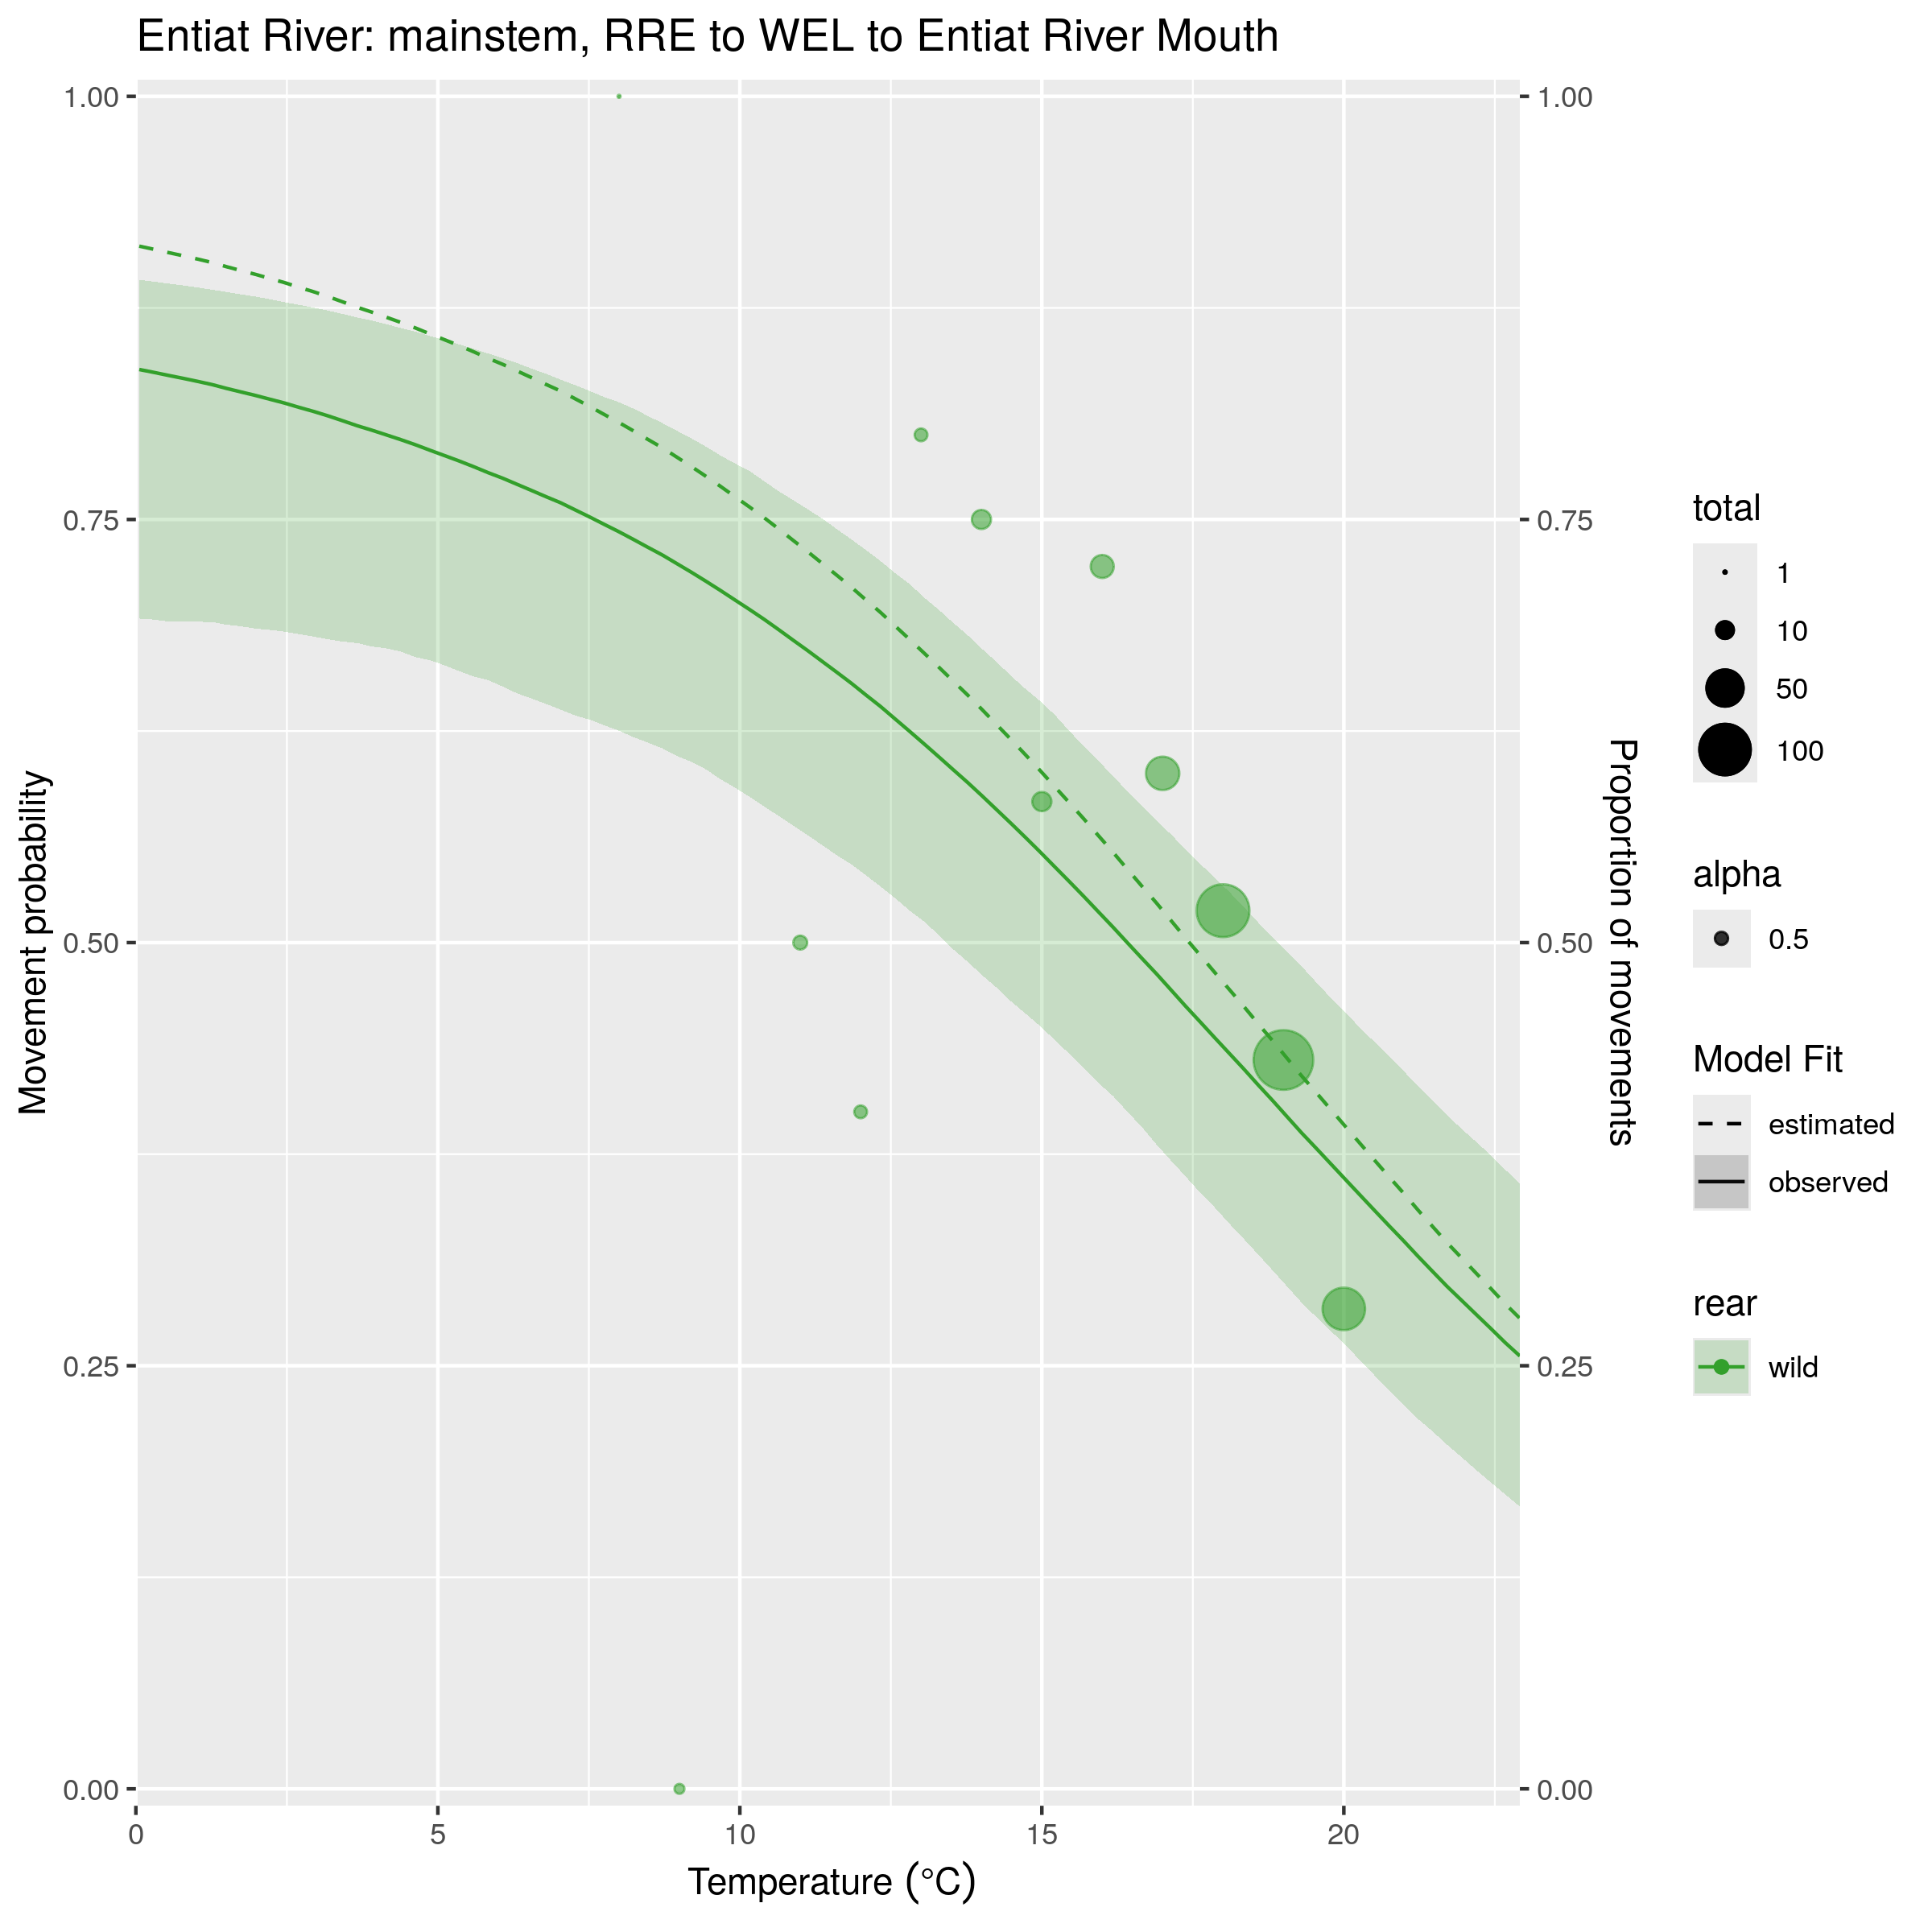 Entiat River: mainstem, RRE to WEL to Entiat River Mouth
Movement probability
1.00
0.75
0.50
0.25
0.00
0
5
10
15
20
Temperature (°C)
1.00
0.75
0.50
0.25
0.00
Proportion of movements
total
1
10
50
100
alpha
0.5
Model Fit
estimated
observed
rear
wild